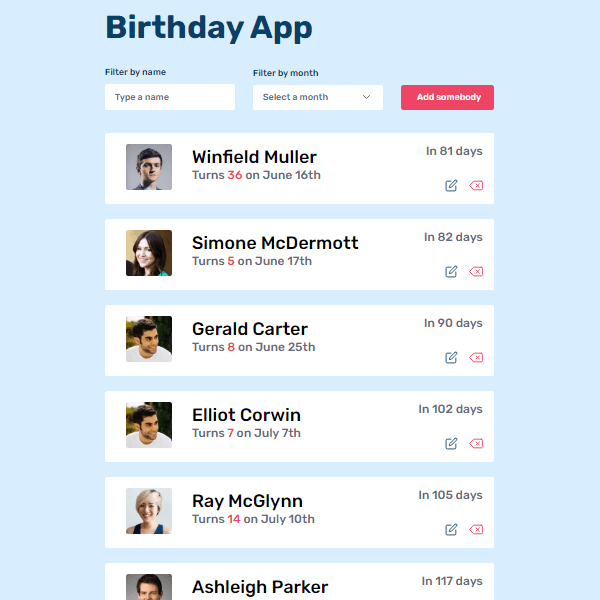 Birthday App
Filter by name
Filter by month
Type a name
Select a month
Add somebody
Winfield Muller
In 81 days
Turns 36 on June 16th
Simone McDermott
In 82 days
Turns 5 on June 17th
Gerald Carter
In 90 days
Turns 8 on June 25th
Elliot Corwin
In 102 days
Turns 7 on July 7th
Ray McGlynn
In 105 days
Turns 14 on July 10th
Ashleigh Parker
In 117 days